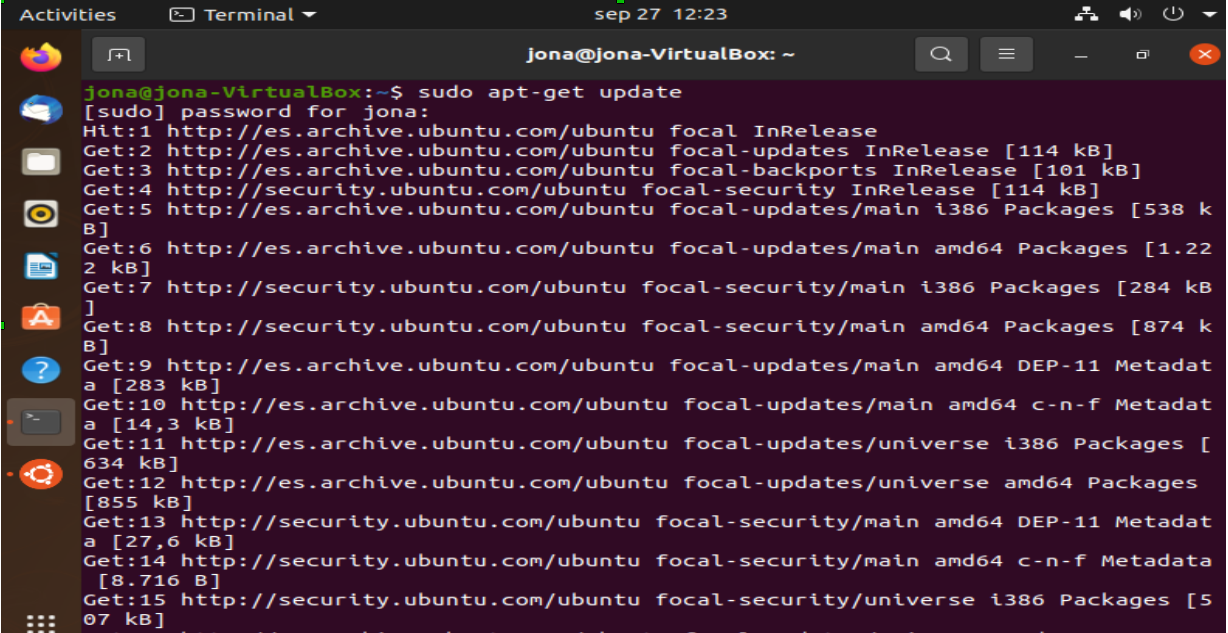 Activities
Terminal
sep 27 12:23
jona@jona-VirtualBox: ~
jona@jona-VirtualBox:~$ sudo apt-get update
[sudo] password for jona:
Hit:1 http://es.archive.ubuntu.com/ubuntu focal InRelease
Get:2 http://es.archive.ubuntu.com/ubuntu focal-updates InRelease [114 kB]
Get:3 http://es.archive.ubuntu.com/ubuntu focal-backports InRelease [101 kB]
Get:4 http://security.ubuntu.com/ubuntu focal-security InRelease [114 kB]
Get:5 http://es.archive.ubuntu.com/ubuntu focal-updates/main i386 Packages [538 k
B]
Get:6 http://es.archive.ubuntu.com/ubuntu focal-updates/main amd64 Packages [1.22
2 kB]
Get:7 http://security.ubuntu.com/ubuntu focal-security/main i386 Packages [284 kB
]
Get:8 http://security.ubuntu.com/ubuntu focal-security/main amd64 Packages [874 k
B]
Get:9 http://es.archive.ubuntu.com/ubuntu focal-updates/main amd64 DEP-11 Metadat
a [283 kB]
Get:10 http://es.archive.ubuntu.com/ubuntu focal-updates/main amd64 c-n-f Metadat
a [14,3 kB]
Get:11 http://es.archive.ubuntu.com/ubuntu focal-updates/universe i386 Packages [
634 kB]
Get:12 http://es.archive.ubuntu.com/ubuntu focal-updates/universe amd64 Packages
[855 kB]
Get:13 http://security.ubuntu.com/ubuntu focal-security/main amd64 DEP-11 Metadat
a [27,6 kB]
Get:14 http://security.ubuntu.com/ubuntu focal-security/main amd64 c-n-f Metadata
[8.716 B]
Get:15 http://security.ubuntu.com/ubuntu focal-security/universe i386 Packages [5
07 kB]